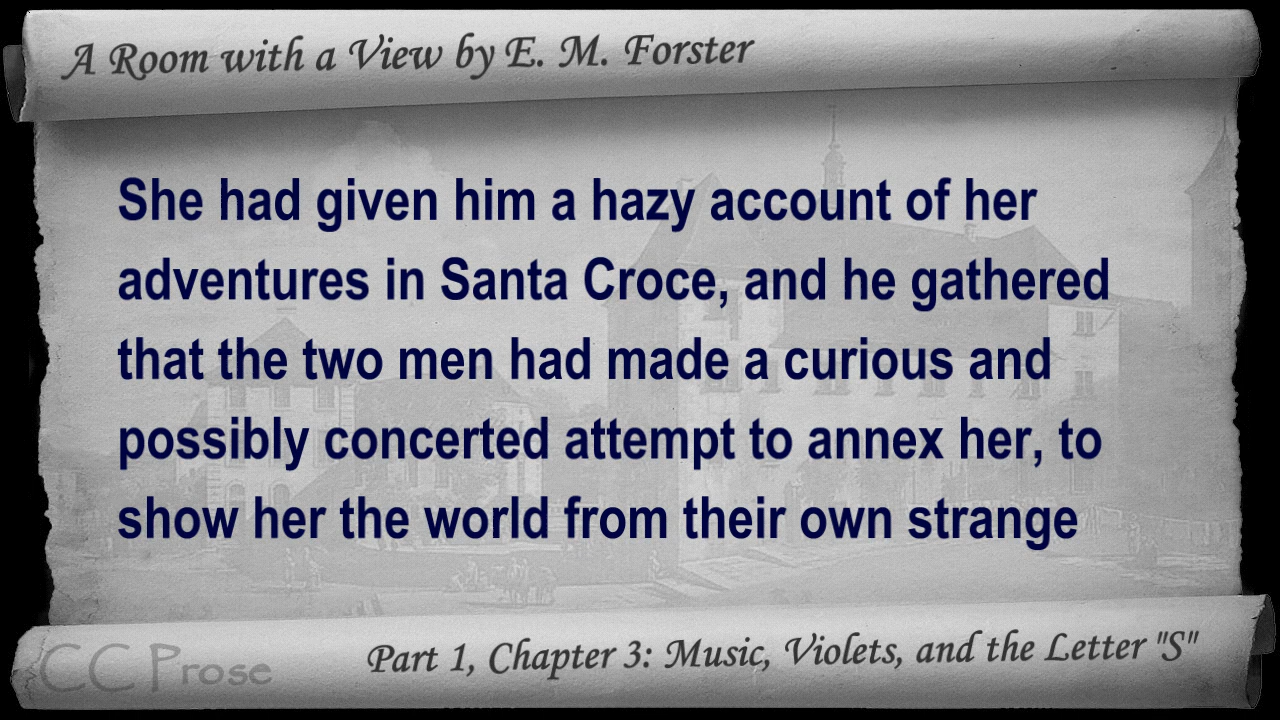 A Room with a View by E. M. Forster
She had given him a hazy account of her
adventures in Santa Croce, and he gathered
that the two men had made a curious and
possibly concerted attempt to annex her, to
show her the world from their own strange
CC Prose
Part 1, Chapter 3: Music, Violets, and the Letter "S"